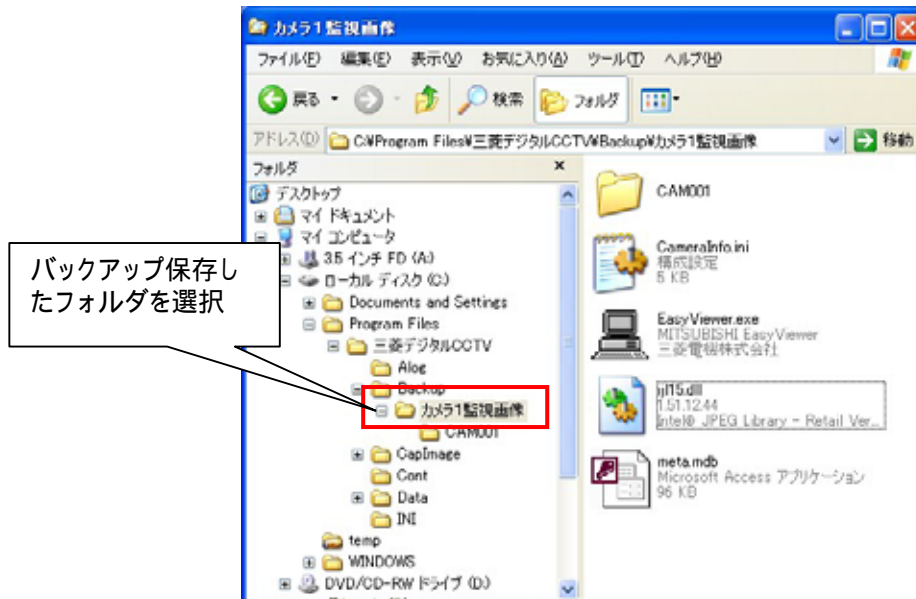 カメラ1監視画像
ファイル(F) 編集(E) 表示(V) お気に入り(A) ツール(T) ヘルプ(H)
戻る 検索 フォルダ
アドレス(D) C:¥Program Files¥三菱デジタルCCTV¥Backup¥カメラ1監視画像 移動
フォルダ ×
デスクトップ
マイ ドキュメント
マイ コンピュータ
3.5 インチ FD (A:)
ローカル ディスク (C:)
Documents and Settings
Program Files
三菱デジタルCCTV
Alog
Backup
カメラ1監視画像
CAM001
CapImage
Cont
Data
INI
temp
WINDOWS
DVD/CD-RW ドライブ (D:)
バックアップ保存し
たフォルダを選択
CAM001
CameraInfo.ini
構成設定
5 KB
EasyViewer.exe
MITSUBISHI EasyViewer
三菱電機株式会社
ijl15.dll
1.51.12.44
Intel® JPEG Library - Retail Ver...
meta.mdb
Microsoft Access アプリケーション
96 KB